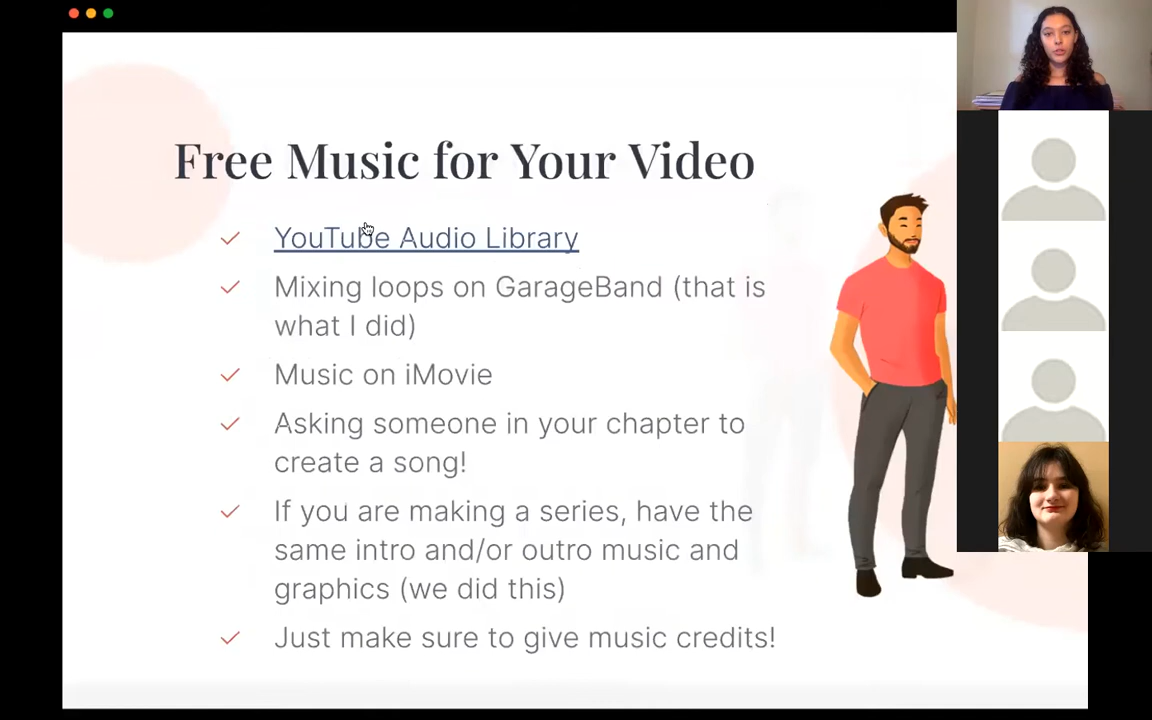 Free Music for Your Video
YouTube Audio Library
Mixing loops on GarageBand (that is
what I did)
Music on iMovie
Asking someone in your chapter to
create a song!
If you are making a series, have the
same intro and/or outro music and
graphics (we did this)
Just make sure to give music credits!